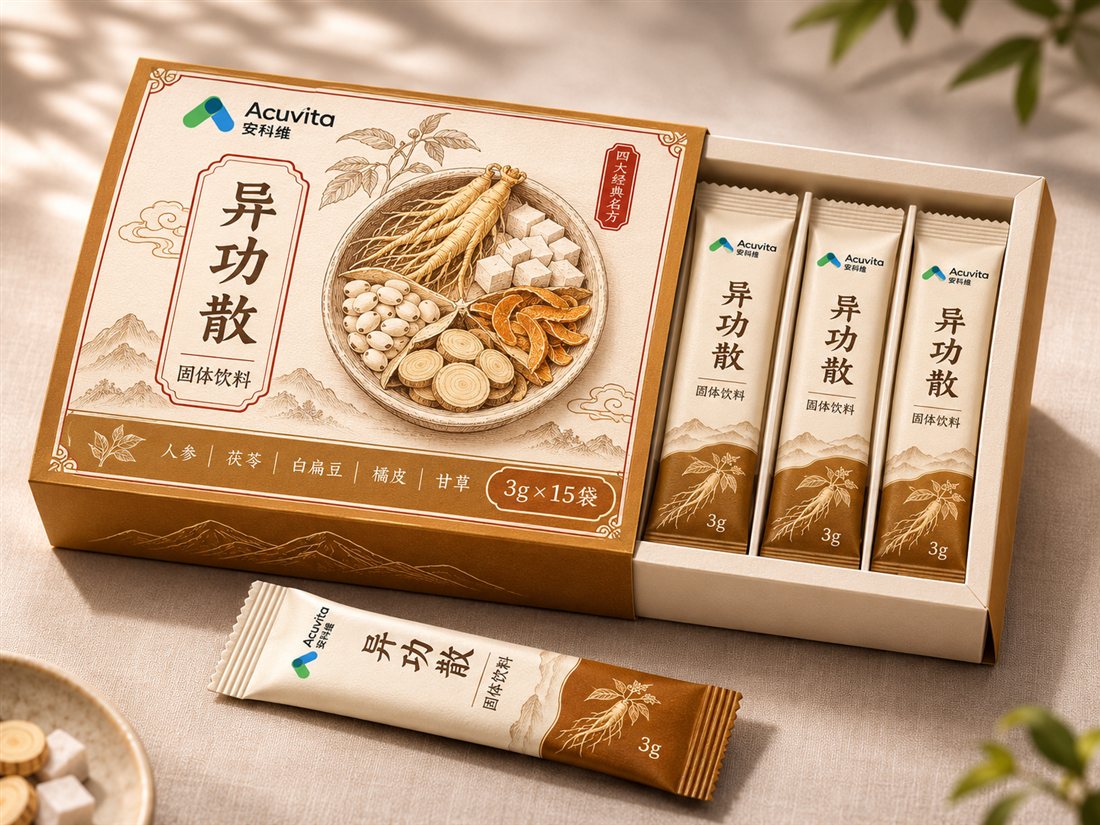 Acuvita
安科维
异功散
固体饮料
四大经典名方
人参 | 茯苓 | 白扁豆 | 橘皮 | 甘草
3g×15袋
Acuvita
安科维
异功散
固体饮料
3g
Acuvita
安科维
异功散
固体饮料
3g
Acuvita
安科维
异功散
固体饮料
3g
Acuvita
安科维
异功散
固体饮料
3g